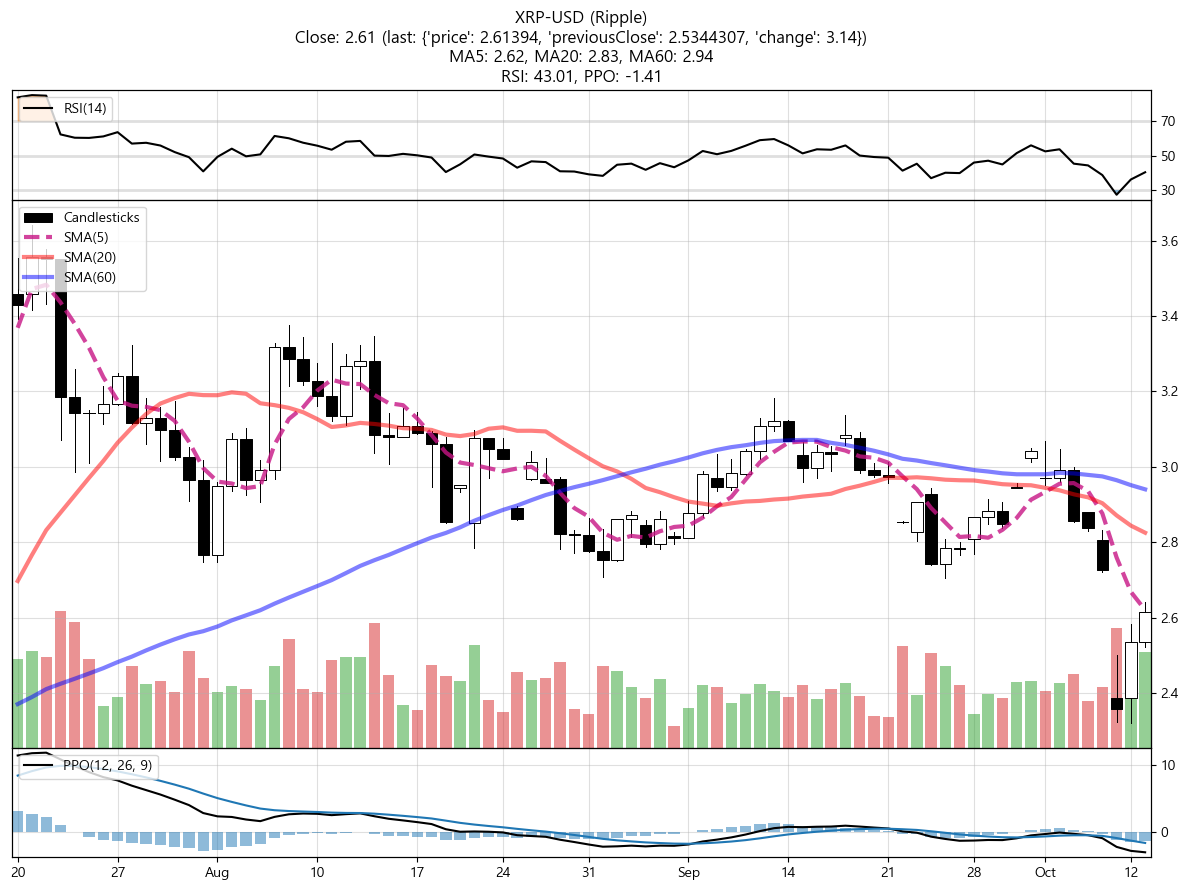 XRP-USD (Ripple)
Close: 2.61 (last: {'price': 2.61394, 'previousClose': 2.5344307, 'change': 3.14})
MA5: 2.62, MA20: 2.83, MA60: 2.94
RSI: 43.01, PPO: -1.41
RSI(14)
70
50
30
Candlesticks
SMA(5)
SMA(20)
SMA(60)
3.6
3.4
3.2
3.0
2.8
2.6
2.4
PPO(12, 26, 9)
10
0
20 27 Aug 10 17 24 31 Sep 14 21 28 Oct 12